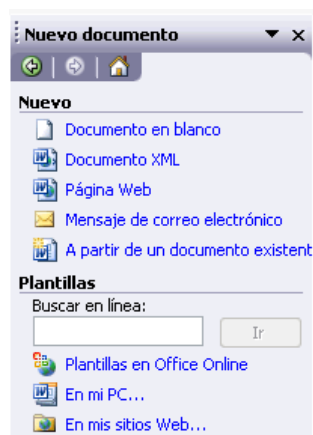 Nuevo documento
Nuevo
Documento en blanco
Documento XML
Página Web
Mensaje de correo electrónico
A partir de un documento existent
Plantillas
Buscar en línea:
Ir
Plantillas en Office Online
En mi PC...
En mis sitios Web...